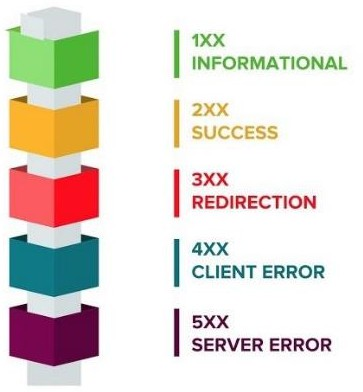 1XX
INFORMATIONAL
2XX
SUCCESS
3XX
REDIRECTION
4XX
CLIENT ERROR
5XX
SERVER ERROR